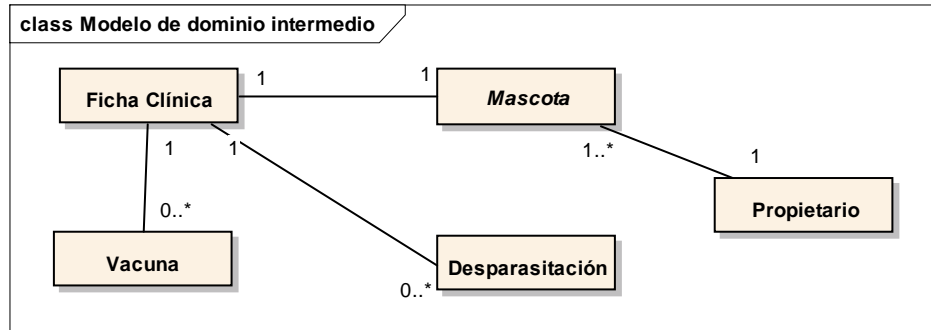 class Modelo de dominio intermedio
Ficha Clínica
1
1
Mascota
1
1
1..*
1
Propietario
0..*
Vacuna
Desparasitación
0..*